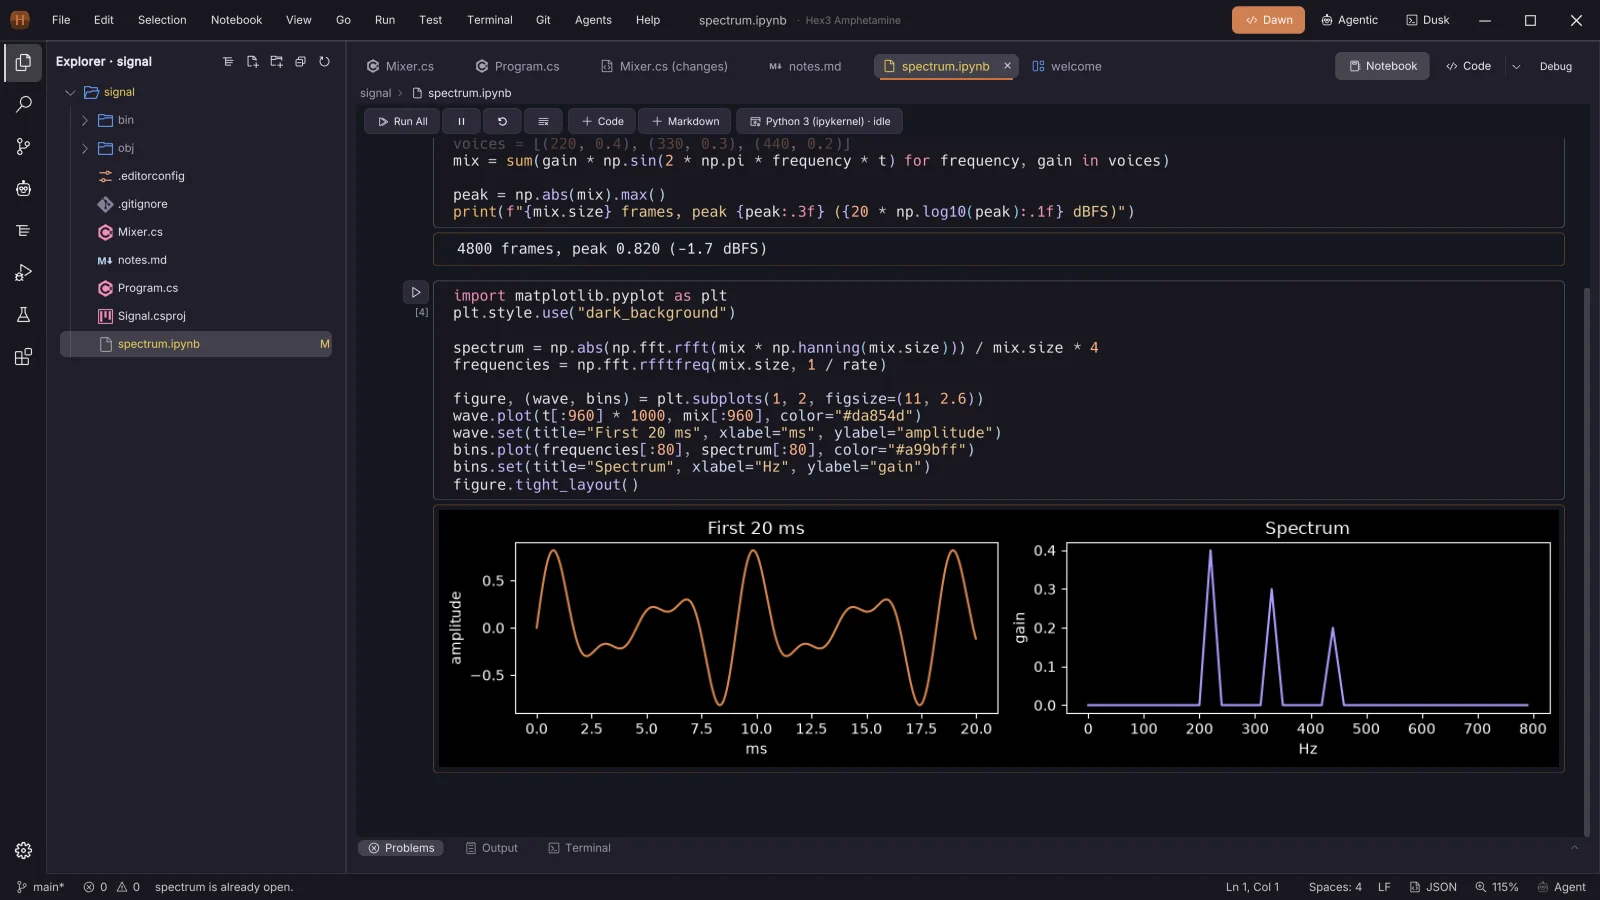 File Edit Selection Notebook View Go Run Test Terminal Git Agents Help
spectrum.ipynb · Hex3 Amphetamine
Dawn Agentic Dusk
Explorer · signal
signal
bin
obj
.editorconfig
.gitignore
Mixer.cs
notes.md
Program.cs
Signal.csproj
spectrum.ipynb M
Mixer.cs Program.cs Mixer.cs (changes) notes.md spectrum.ipynb × welcome
Notebook Code Debug
signal › spectrum.ipynb
Run All + Code + Markdown Python 3 (ipykernel) · idle
voices = [(220, 0.4), (330, 0.3), (440, 0.2)]
mix = sum(gain * np.sin(2 * np.pi * frequency * t) for frequency, gain in voices)
peak = np.abs(mix).max()
print(f"{mix.size} frames, peak {peak:.3f} ({20 * np.log10(peak):.1f} dBFS)")
4800 frames, peak 0.820 (-1.7 dBFS)
[4]
import matplotlib.pyplot as plt
plt.style.use("dark_background")
spectrum = np.abs(np.fft.rfft(mix * np.hanning(mix.size))) / mix.size * 4
frequencies = np.fft.rfftfreq(mix.size, 1 / rate)
figure, (wave, bins) = plt.subplots(1, 2, figsize=(11, 2.6))
wave.plot(t[:960] * 1000, mix[:960], color="#da854d")
wave.set(title="First 20 ms", xlabel="ms", ylabel="amplitude")
bins.plot(frequencies[:80], spectrum[:80], color="#a99bff")
bins.set(title="Spectrum", xlabel="Hz", ylabel="gain")
figure.tight_layout()
First 20 ms
amplitude
0.5
0.0
−0.5
0.0 2.5 5.0 7.5 10.0 12.5 15.0 17.5 20.0
ms
Spectrum
gain
0.4
0.3
0.2
0.1
0.0
0 100 200 300 400 500 600 700 800
Hz
Problems Output Terminal
main* 0 0 spectrum is already open.
Ln 1, Col 1 Spaces: 4 LF JSON 115% Agent